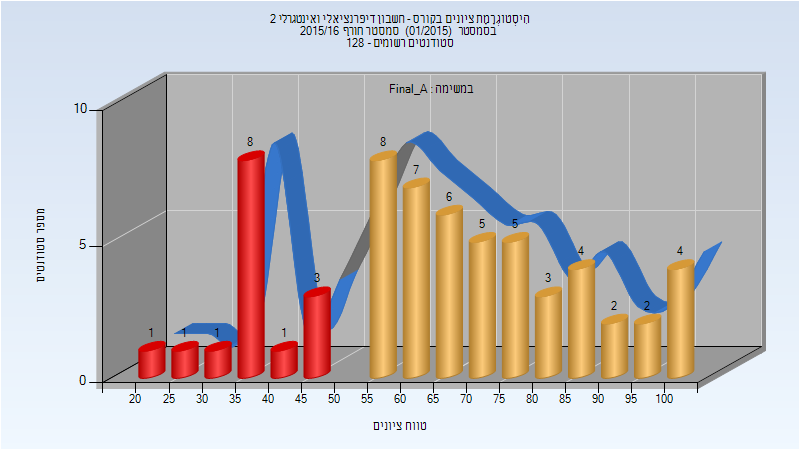 היסטוגרמת ציונים בקורס - חשבון דיפרנציאלי ואינטגרלי 2
בסמסטר (01/2015) סמסטר חורף 2015/16
סטודנטים רשומים - 128
במשימה : Final_A
מספר סטודנטים
10
5
0
1 1 1 8 1 3 8 7 6 5 5 3 4 2 2 4
20 25 30 35 40 45 50 55 60 65 70 75 80 85 90 95 100
טווח ציונים